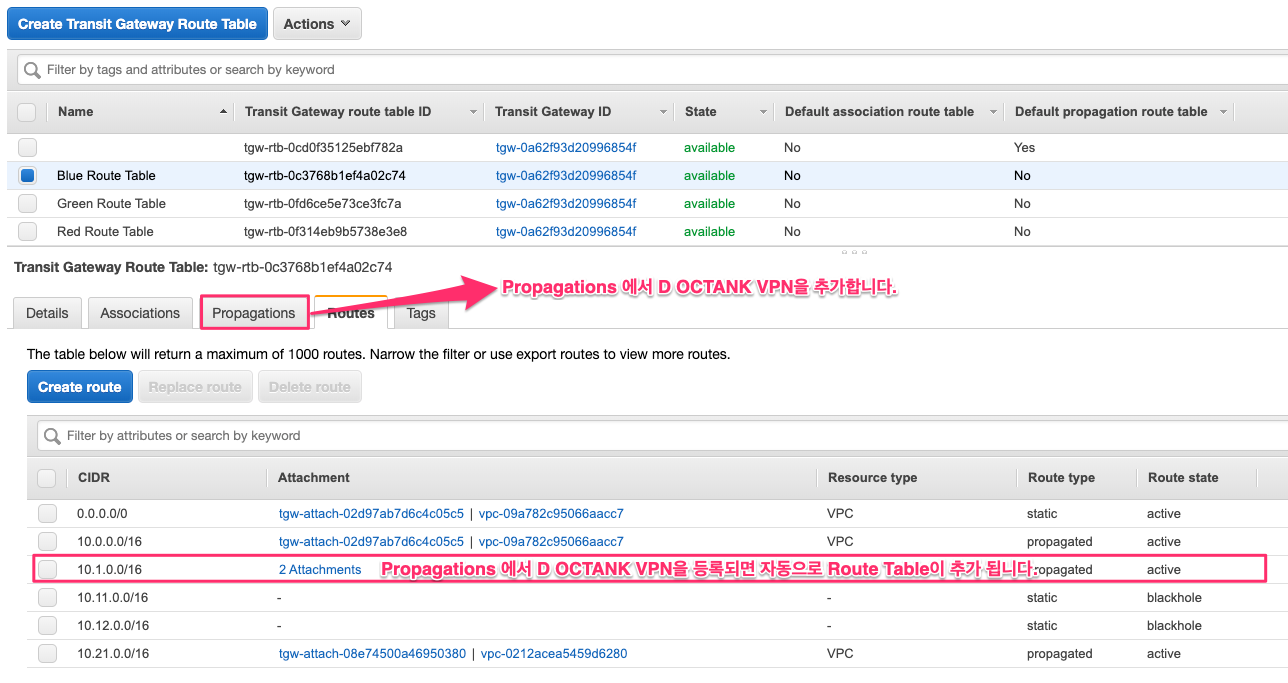 Create Transit Gateway Route Table Actions
Filter by tags and attributes or search by keyword
Name Transit Gateway route table ID Transit Gateway ID State Default association route table Default propagation route table
tgw-rtb-0cd0f35125ebf782a tgw-0a62f93d20996854f available No Yes
Blue Route Table tgw-rtb-0c3768b1ef4a02c74 tgw-0a62f93d20996854f available No No
Green Route Table tgw-rtb-0fd6ce5e73ce3fc7a tgw-0a62f93d20996854f available No No
Red Route Table tgw-rtb-0f314eb9b5738e3e8 tgw-0a62f93d20996854f available No No
Transit Gateway Route Table: tgw-rtb-0c3768b1ef4a02c74
Propagations 에서 D OCTANK VPN을 추가합니다.
Details Associations Propagations Routes Tags
The table below will return a maximum of 1000 routes. Narrow the filter or use export routes to view more routes.
Create route Replace route Delete route
Filter by attributes or search by keyword
CIDR Attachment Resource type Route type Route state
0.0.0.0/0 tgw-attach-02d97ab7d6c4c05c5 | vpc-09a782c95066aacc7 VPC static active
10.0.0.0/16 tgw-attach-02d97ab7d6c4c05c5 | vpc-09a782c95066aacc7 VPC propagated active
10.1.0.0/16 2 Attachments Propagations 에서 D OCTANK VPN을 등록되면 자동으로 Route Table이 추가 됩니다. propagated active
10.11.0.0/16 - - static blackhole
10.12.0.0/16 - - static blackhole
10.21.0.0/16 tgw-attach-08e74500a46950380 | vpc-0212acea5459d6280 VPC propagated active